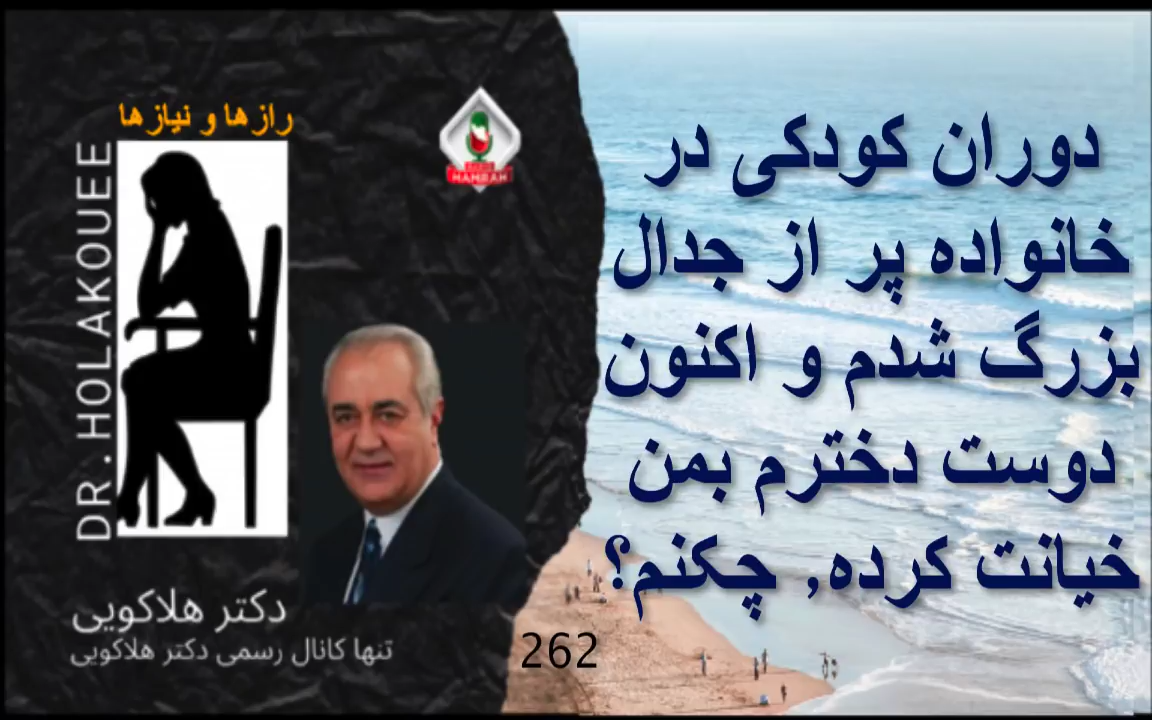 رازها و نیازها
DR.HOLAKOUEE
HAMRAH
دکتر هلاکویی
تنها کانال رسمی دکتر هلاکویی
262
دوران کودکی در
خانواده پر از جدال
بزرگ شدم و اکنون
دوست دخترم بمن
خیانت کرده, چکنم؟